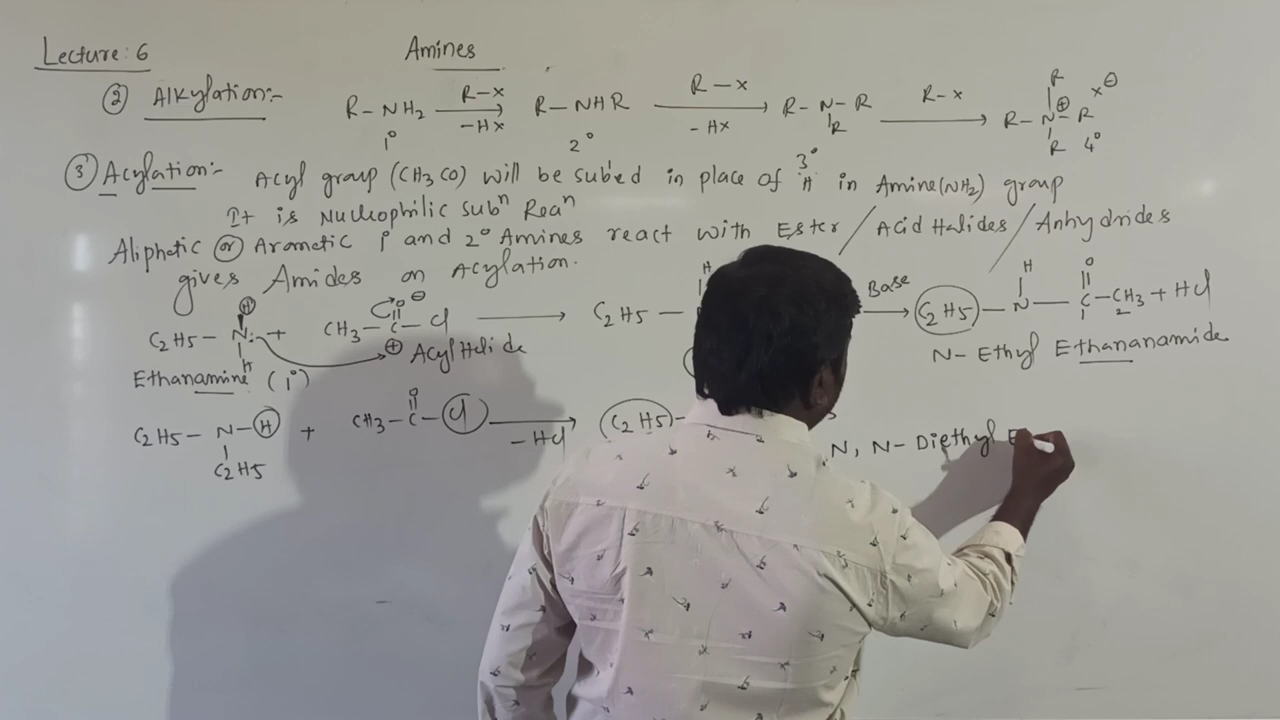 Lecture: 6
Amines
② Alkylation:-
R-NH2 R-X -HX R-NHR R-X -HX R-N-R R-X R-N-R X⊖
1° 2° R 3° R R ⊕ 4°
③ Acylation:- Acyl group (CH3CO) will be subed in place of H in Amine(NH2) group
It is Nucleophilic subn Rean
Aliphatic or Aromatic 1° and 2° Amines react with Ester / Acid Halides / Anhydrides
gives Amides on Acylation.
C2H5-N: + CH3-C-Cl C2H5- Base C2H5-N-C-CH3 + HCl
H H O ⊖ ⊕ H H O 2
Acyl Helide
N-Ethyl Ethananamide
Ethanamine (1°)
C2H5-N-H + CH3-C-Cl -HCl C2H5-
C2H5 O
N, N-Diethyl E